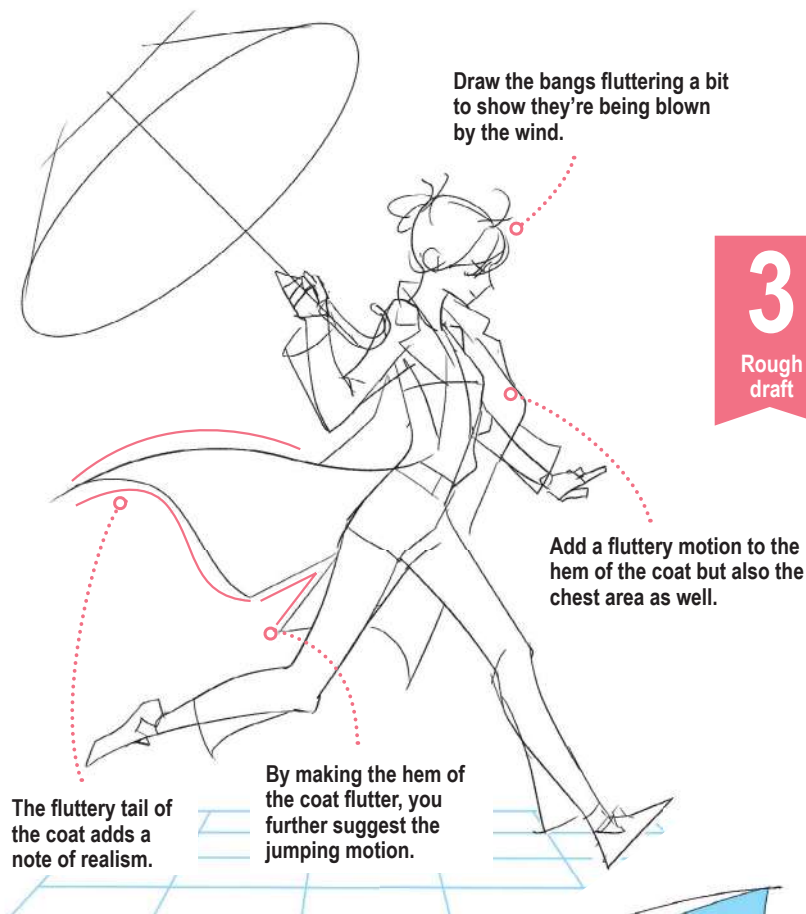 Draw the bangs fluttering a bit
to show they’re being blown
by the wind.
3
Rough
draft
Add a fluttery motion to the
hem of the coat but also the
chest area as well.
By making the hem of
the coat flutter, you
further suggest the
jumping motion.
The fluttery tail of
the coat adds a
note of realism.